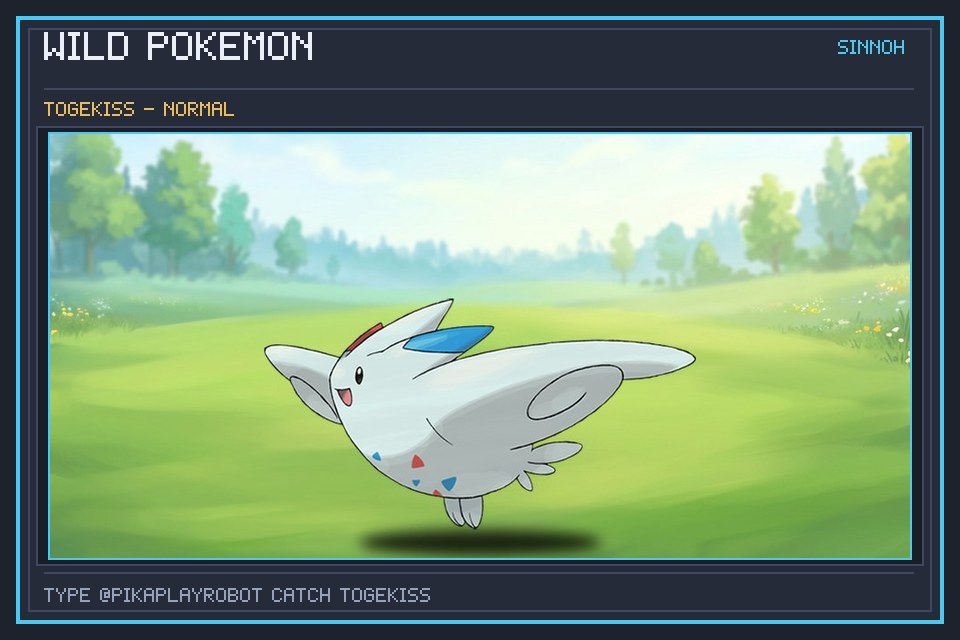 WILD POKEMON
SINNOH
TOGEKISS – NORMAL
TYPE @PIKAPLAYROBOT CATCH TOGEKISS